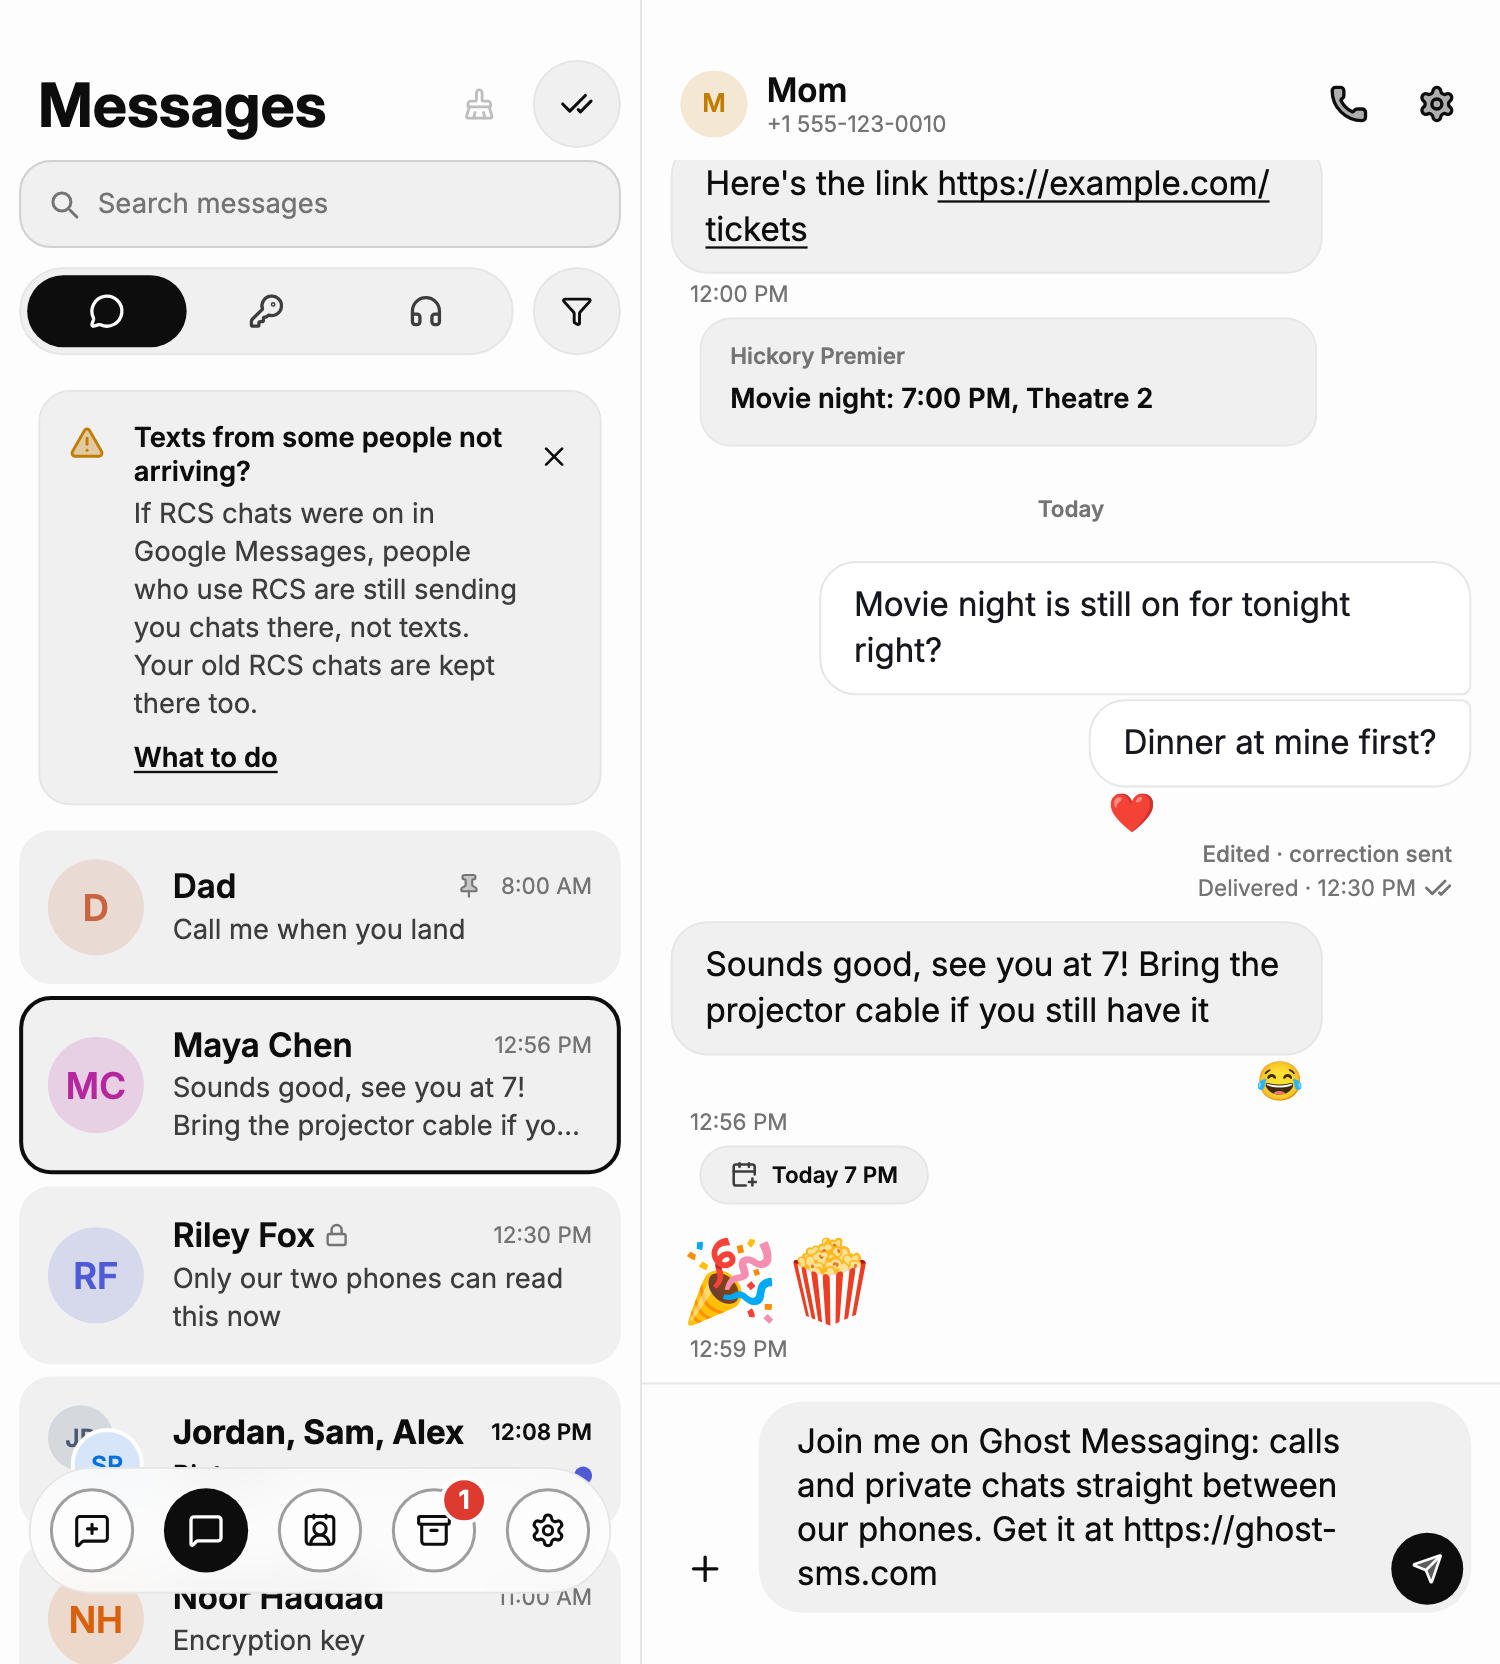 Messages
Search messages
Texts from some people not
arriving?
If RCS chats were on in
Google Messages, people
who use RCS are still sending
you chats there, not texts.
Your old RCS chats are kept
there too.
What to do
D
Dad
8:00 AM
Call me when you land
MC
Maya Chen
12:56 PM
Sounds good, see you at 7!
Bring the projector cable if yo...
RF
Riley Fox
12:30 PM
Only our two phones can read
this now
SR
Jordan, Sam, Alex
12:08 PM
1
NH
Noor Haddad
11:00 AM
Encryption key
M
Mom
+1 555-123-0010
Here's the link https://example.com/
tickets
12:00 PM
Hickory Premier
Movie night: 7:00 PM, Theatre 2
Today
Movie night is still on for tonight
right?
Dinner at mine first?
Edited · correction sent
Delivered · 12:30 PM
Sounds good, see you at 7! Bring the
projector cable if you still have it
12:56 PM
Today 7 PM
12:59 PM
Join me on Ghost Messaging: calls
and private chats straight between
our phones. Get it at https://ghost-
sms.com